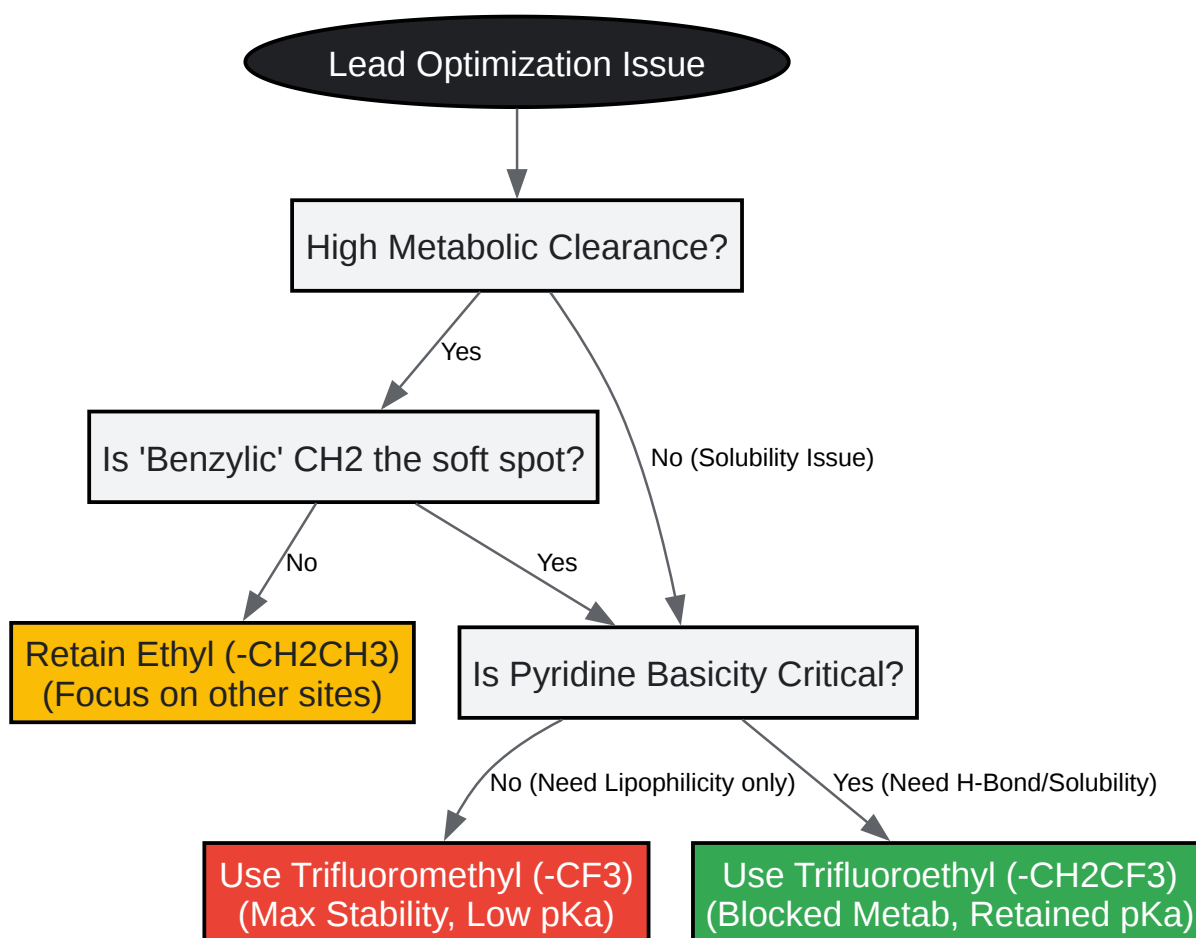 Lead Optimization Issue
High Metabolic Clearance?
Yes
Is 'Benzylic' CH2 the soft spot?
No (Solubility Issue)
No
Yes
Retain Ethyl (-CH2CH3)
(Focus on other sites)
Is Pyridine Basicity Critical?
No (Need Lipophilicity only)
Yes (Need H-Bond/Solubility)
Use Trifluoromethyl (-CF3)
(Max Stability, Low pKa)
Use Trifluoroethyl (-CH2CF3)
(Blocked Metab, Retained pKa)